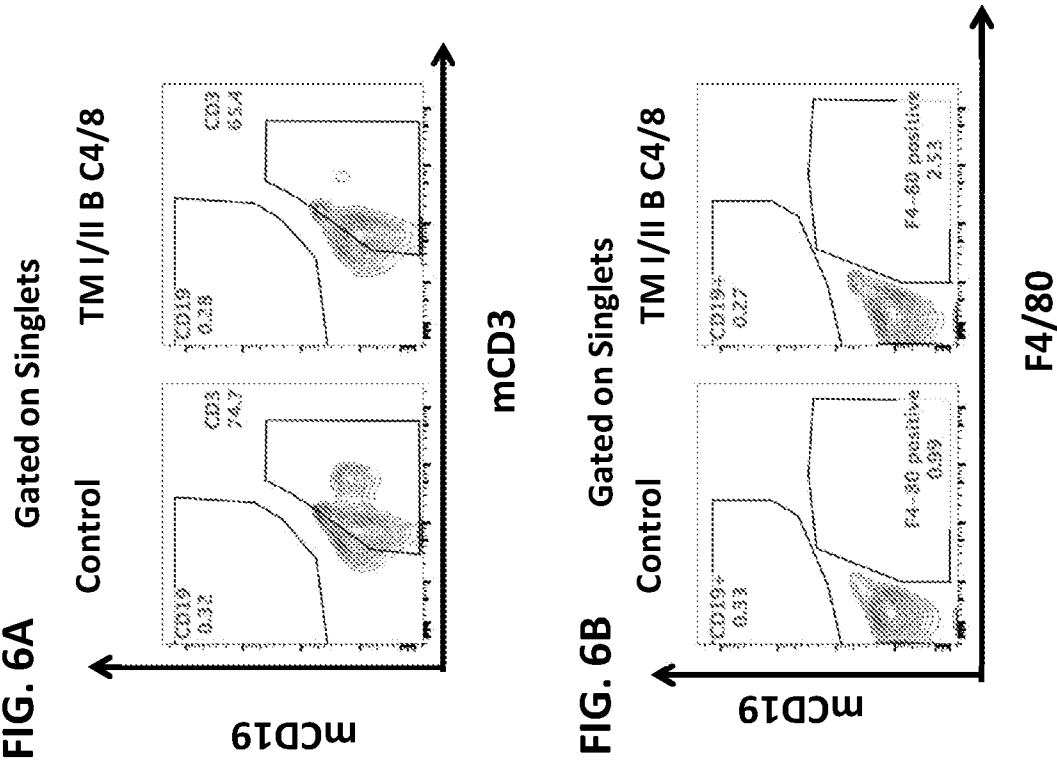 FIG. 6A
Gated on Singlets
Control
TM I/II B C4/8
CD19
0.32
CD3
74.7
CD19
0.28
CD3
65.4
mCD19
mCD3
FIG. 6B
Gated on Singlets
Control
TM I/II B C4/8
CD19+
0.33
F4-80 positive
0.99
CD19+
0.27
F4-80 positive
2.53
mCD19
F4/80